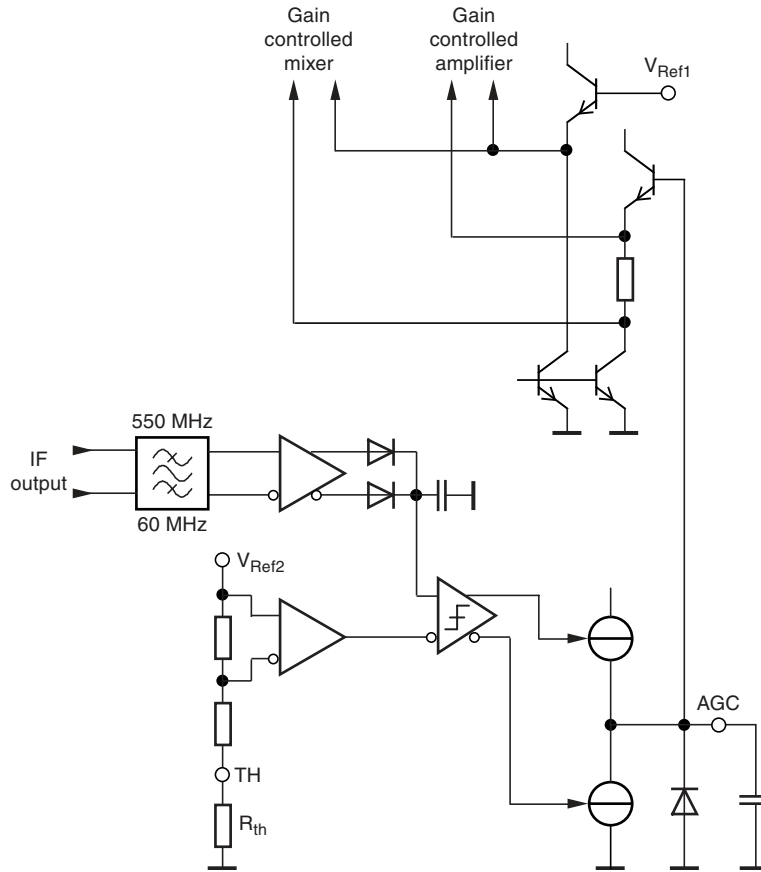 Gain
controlled
mixer
Gain
controlled
amplifier
VRef1
550 MHz
IF
output
60 MHz
VRef2
AGC
TH
Rth